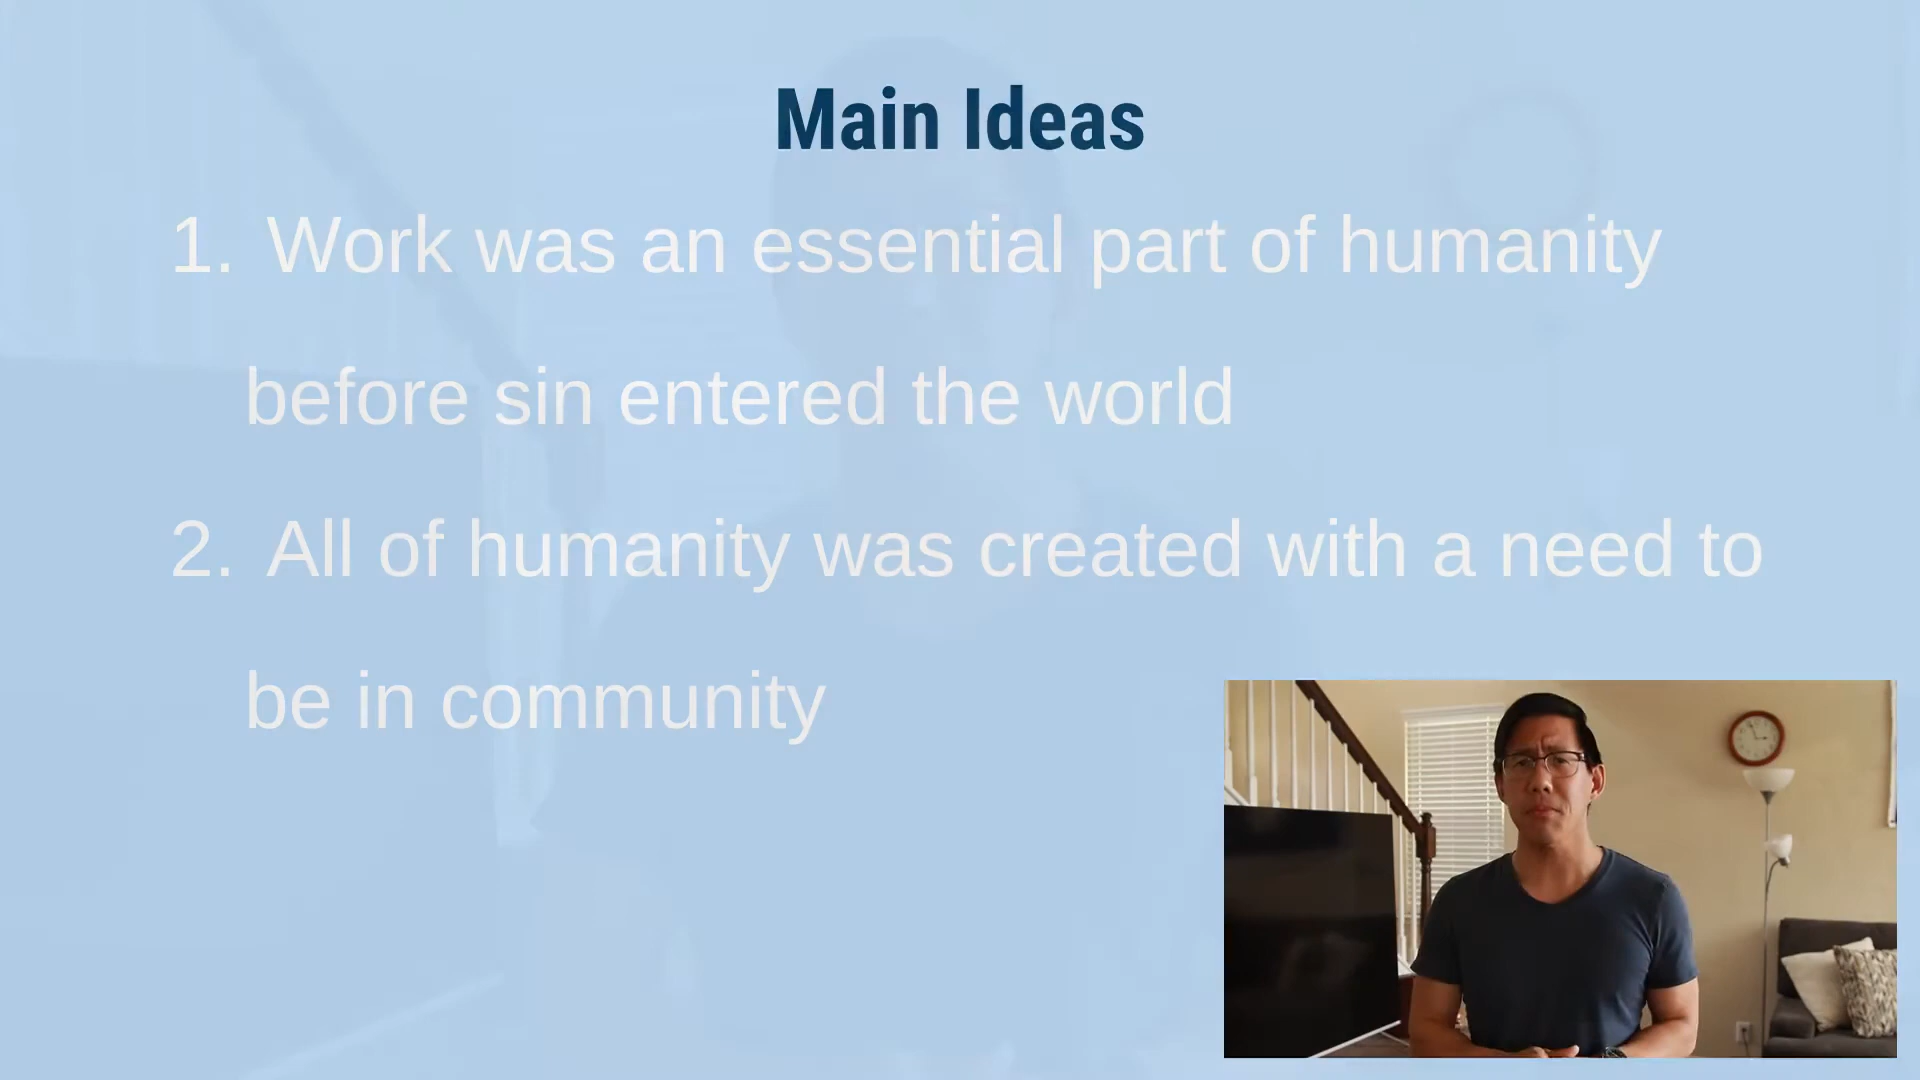 Main Ideas
1. Work was an essential part of humanity
before sin entered the world
2. All of humanity was created with a need to
be in community